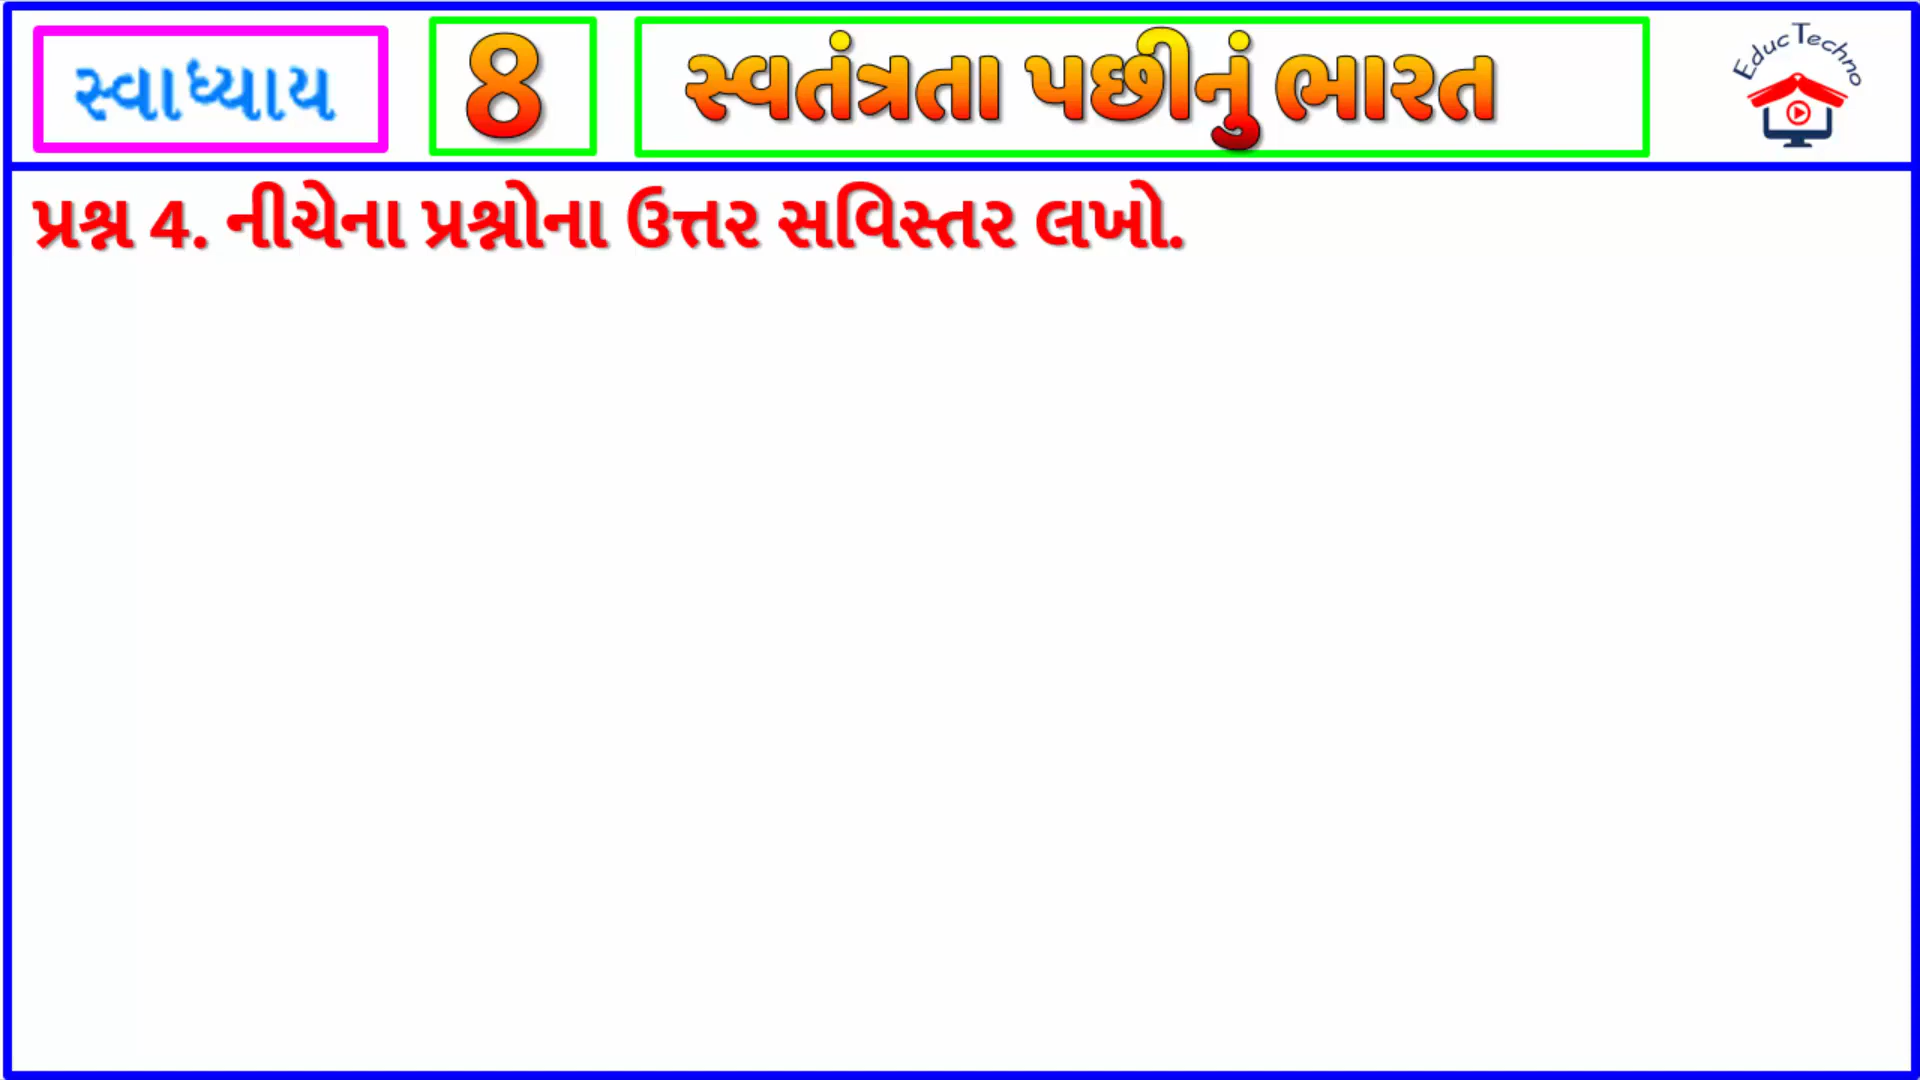 સ્વાધ્યાય
8
સ્વતંત્રતા પછીનું ભારત
EducTechno
પ્રશ્ન 4. નીચેના પ્રશ્નોના ઉત્તર સવિસ્તર લખો.